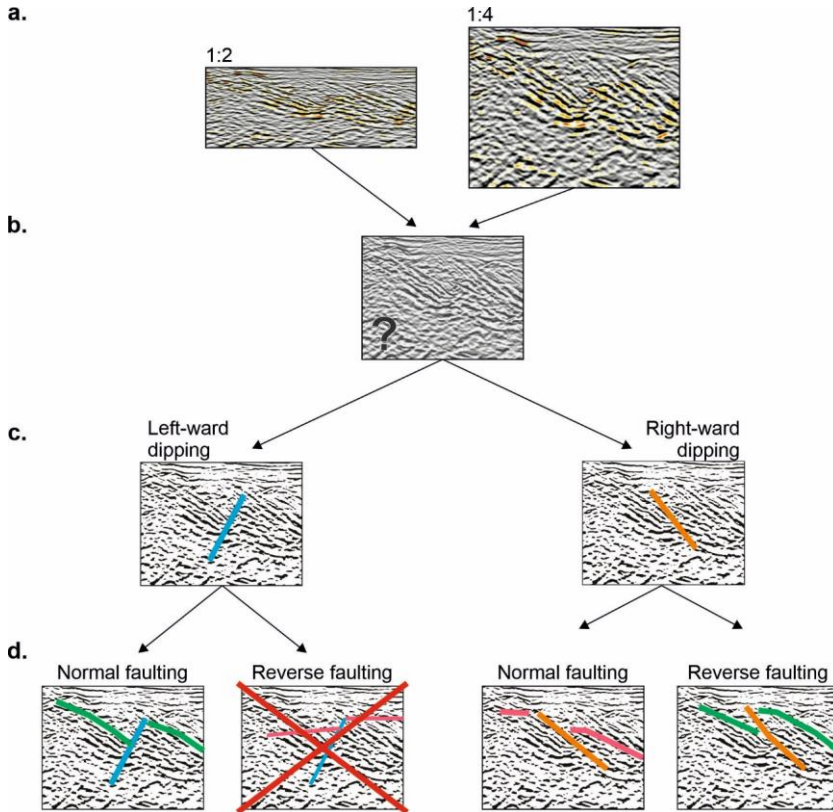 a.
1:2
1:4
b.
?
c.
Left-ward
dipping
Right-ward
dipping
d.
Normal faulting
Reverse faulting
Normal faulting
Reverse faulting